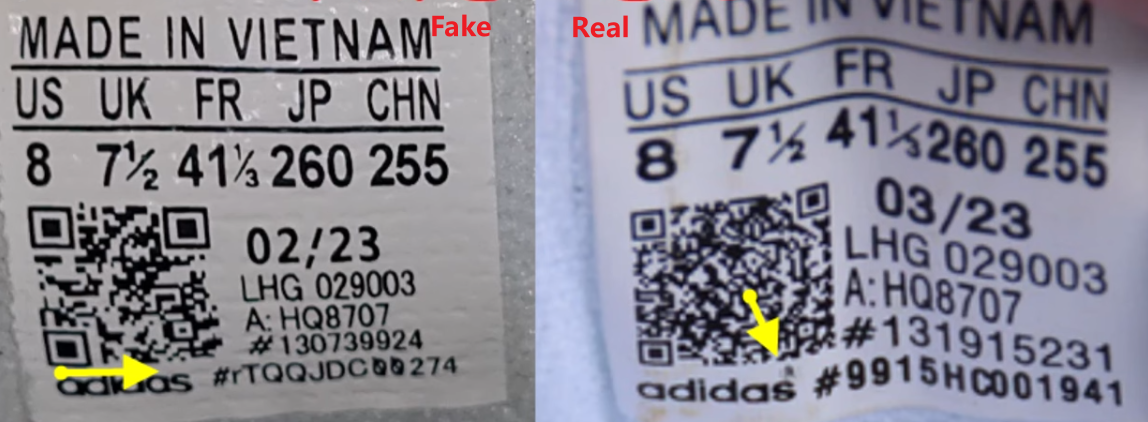 Fake
MADE IN VIETNAM
US UK FR JP CHN
8 7½ 41⅓ 260 255
02/23
LHG 029003
A: HQ8707
# 130739924
adidas #rTQQJDC00274
Real
MADE IN VIETNAM
US UK FR JP CHN
8 7½ 41⅓ 260 255
03/23
LHG 029003
A: HQ8707
#131915231
adidas® #9915HC001941